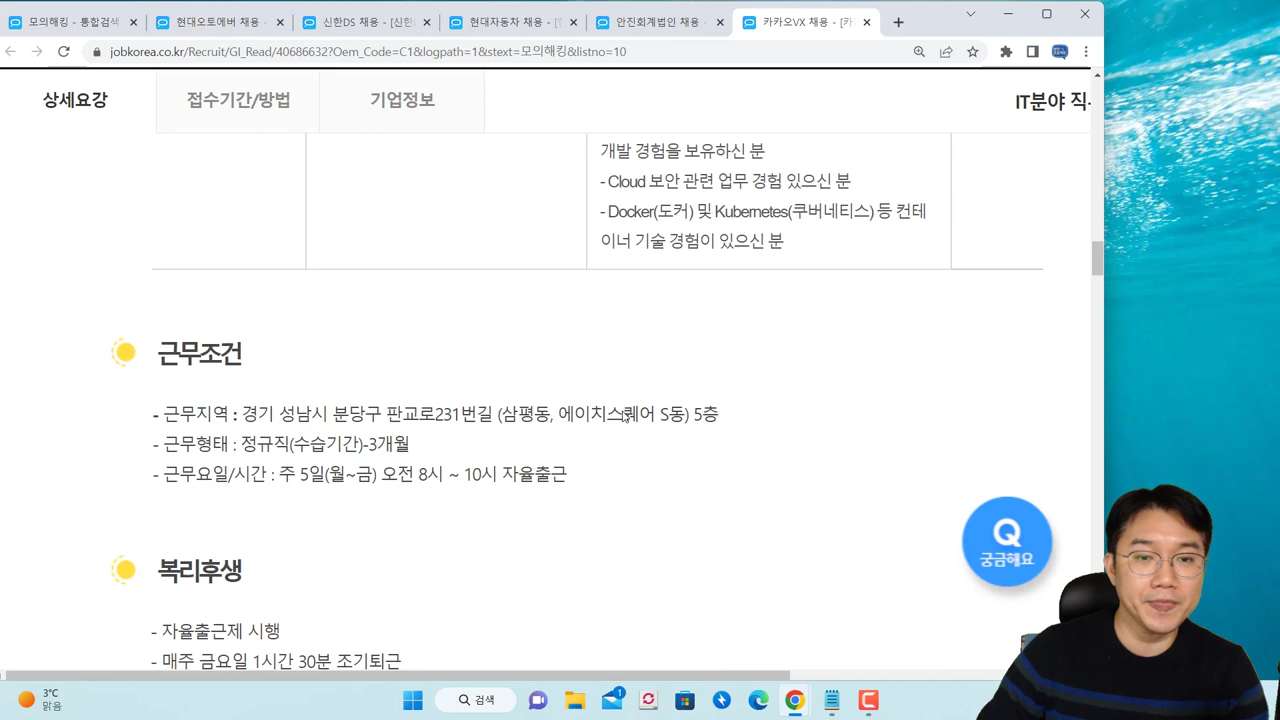 모의해킹 - 통합검색
현대오토에버 채용
신한DS 채용 - [신한
현대자동차 채용 - [
안진회계법인 채용 -
카카오VX 채용 - [카
jobkorea.co.kr/Recruit/GI_Read/40686632?Oem_Code=C1&logpath=1&stext=모의해킹&listno=10
상세요강
접수기간/방법
기업정보
IT분야 직
개발 경험을 보유하신 분
- Cloud 보안 관련 업무 경험 있으신 분
- Docker(도커) 및 Kubernetes(쿠버네티스) 등 컨테
이너 기술 경험이 있으신 분
근무조건
- 근무지역 : 경기 성남시 분당구 판교로231번길 (삼평동, 에이치스퀘어 S동) 5층
- 근무형태 : 정규직(수습기간)-3개월
- 근무요일/시간 : 주 5일(월~금) 오전 8시 ~ 10시 자율출근
Q
궁금해요
복리후생
- 자율출근제 시행
- 매주 금요일 1시간 30분 조기퇴근
3°C
맑음
검색
1